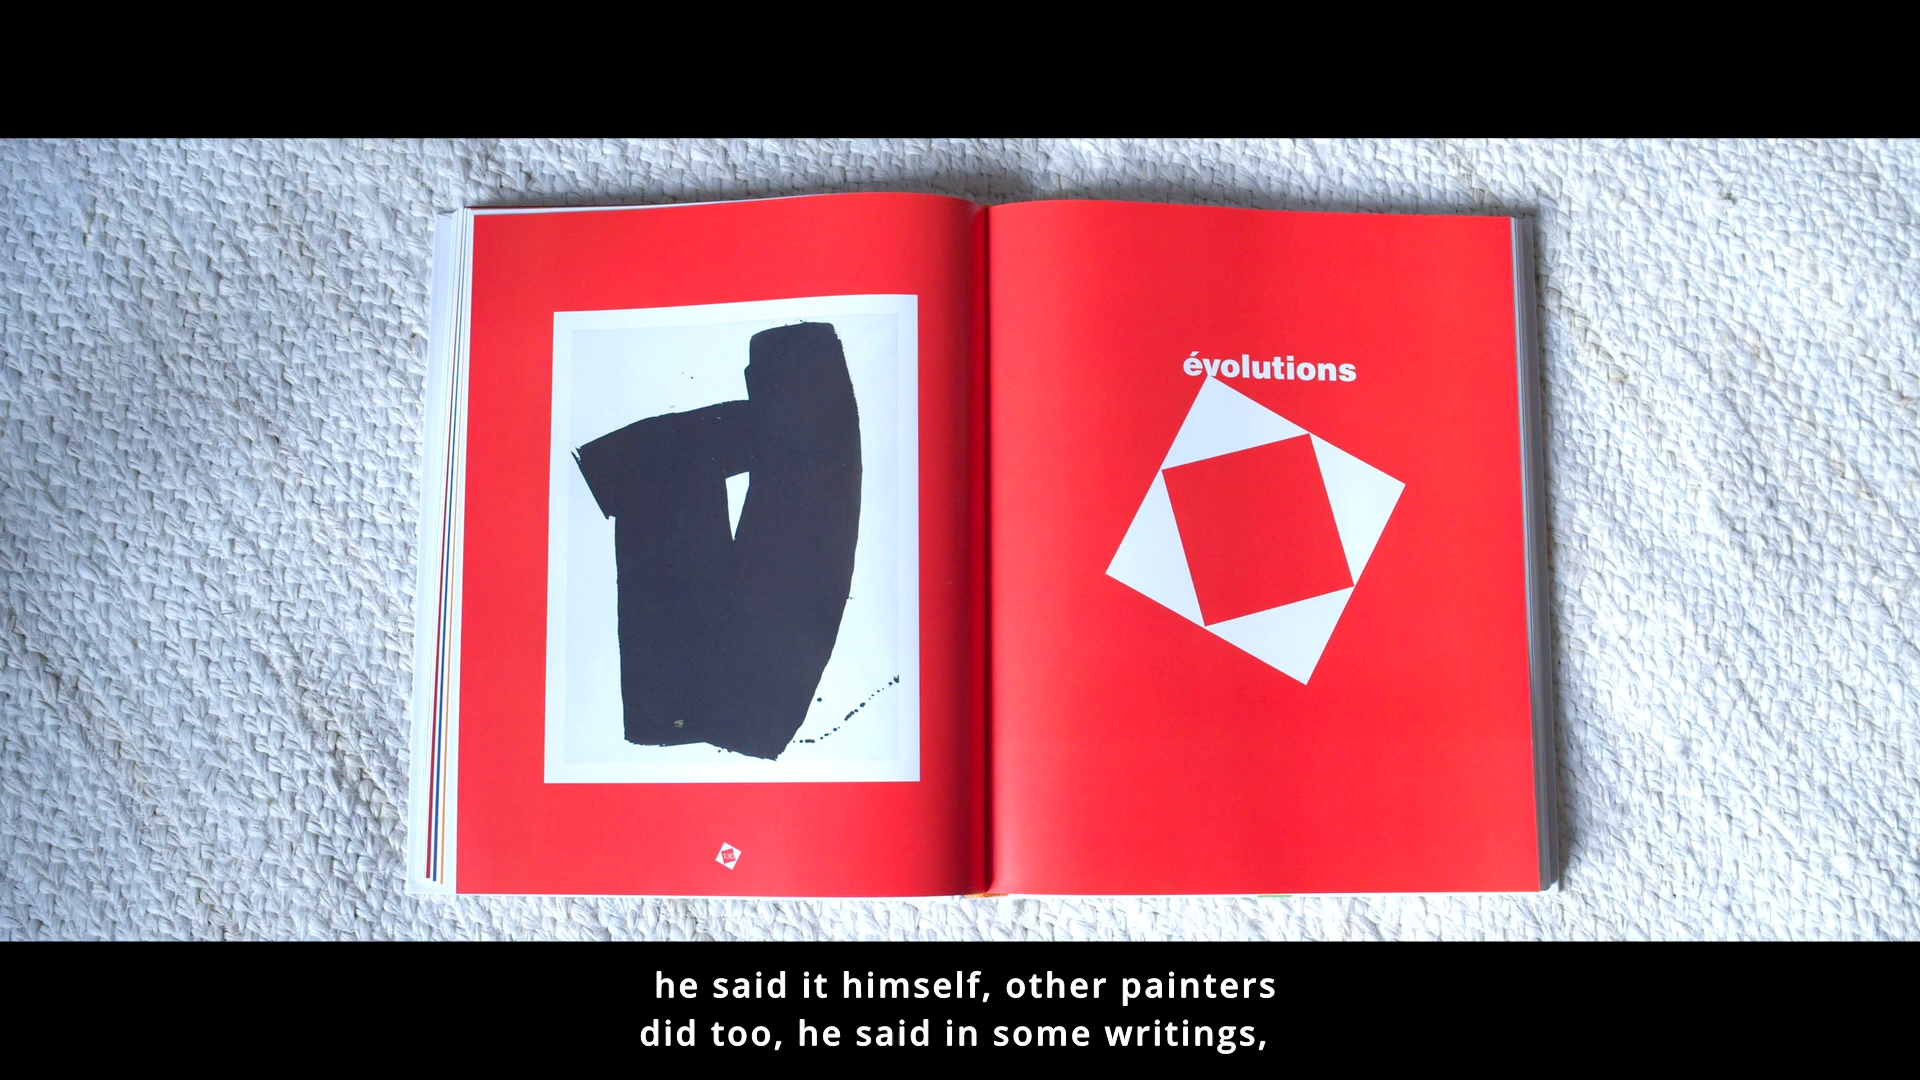 évolutions
he said it himself, other painters
did too, he said in some writings,